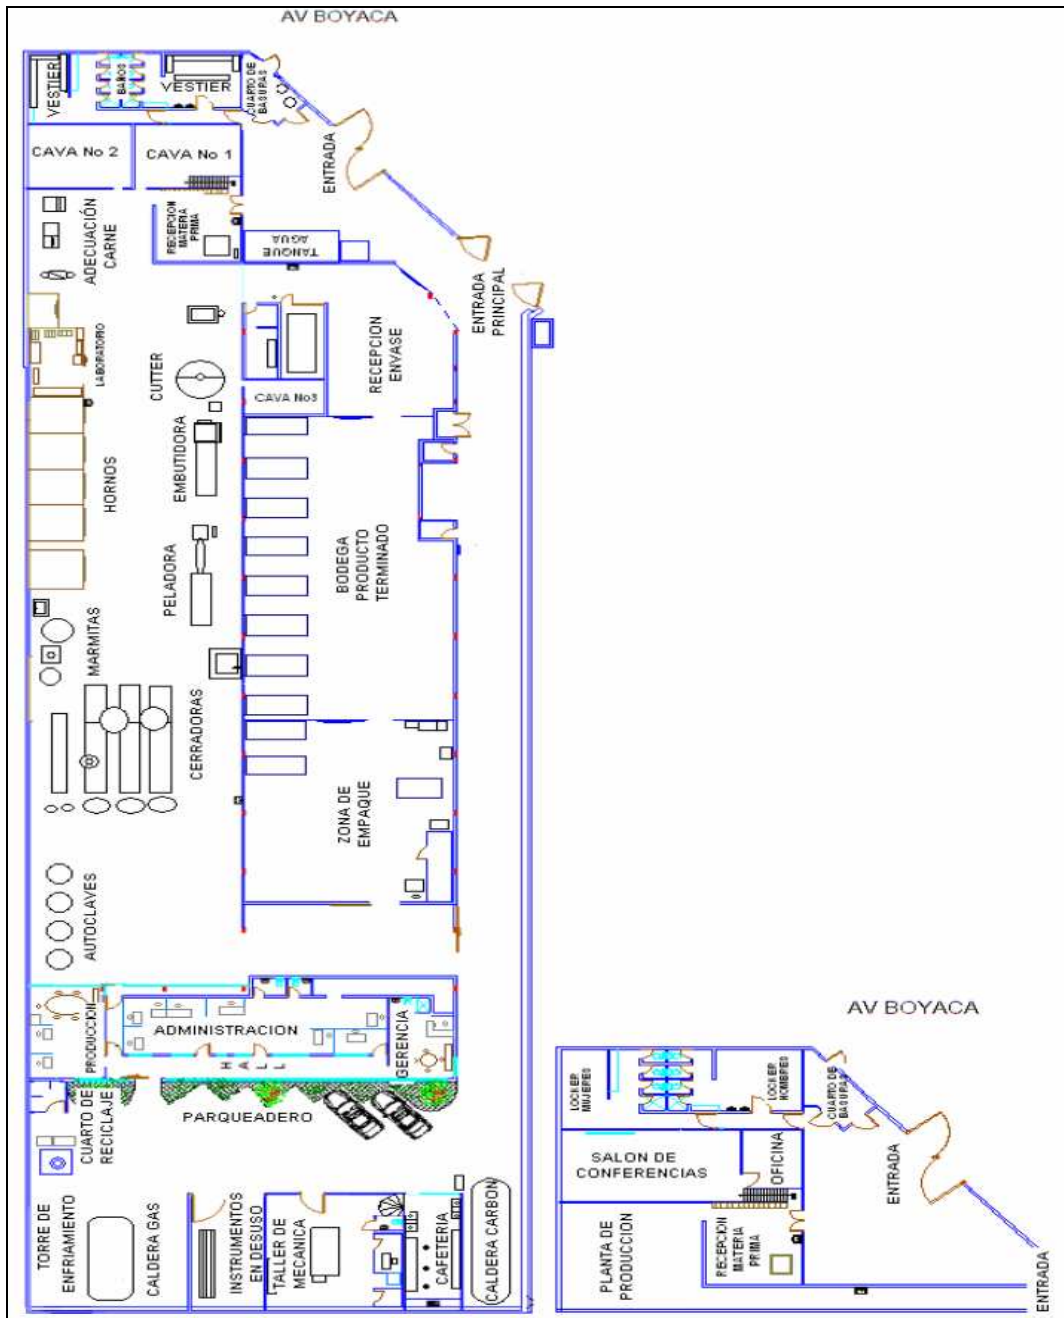 AV BOYACA
VESTIER
BAÑOS
VESTIER
CUARTO DE
BASURAS
ENTRADA
CAVA No 2
CAVA No 1
ADECUACIÓN
CARNE
RECEPCION
MATERIA
PRIMA
TANQUE
AGUA
ENTRADA
PRINCIPAL
LABORATORIO
CUTTER
RECEPCION
ENVASE
CAVA No3
HORNOS
EMBUTIDORA
BODEGA
PRODUCTO
TERMINADO
PELADORA
MARMITAS
CERRADORAS
ZONA DE
EMPAQUE
AUTOCLAVES
PRODUCCION
ADMINISTRACION
HALL
GERENCIA
CUARTO DE
RECICLAJE
PARQUEADERO
TORRE DE
ENFRIAMIENTO
CALDERA GAS
INSTRUMENTOS
EN DESUSO
TALLER DE
MECANICA
CAFETERIA
CALDERA CARBON
AV BOYACA
LOCKER
MUJERES
LOCKER
HOMBRES
CUARTO DE
BASURAS
SALON DE
CONFERENCIAS
OFICINA
ENTRADA
PLANTA DE
PRODUCCION
RECEPCION
MATERIA
PRIMA
ENTRADA